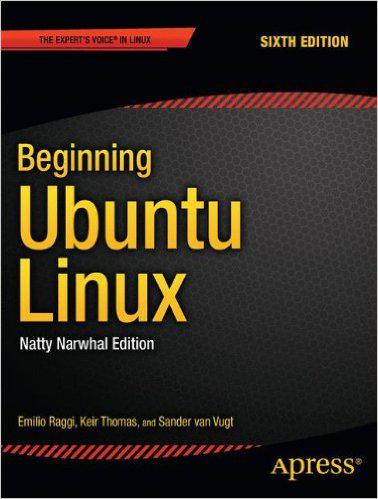 THE EXPERT'S VOICE® IN LINUX
SIXTH EDITION
Beginning
Ubuntu
Linux
Natty Narwhal Edition
Emilio Raggi, Keir Thomas, and Sander van Vugt
Apress®